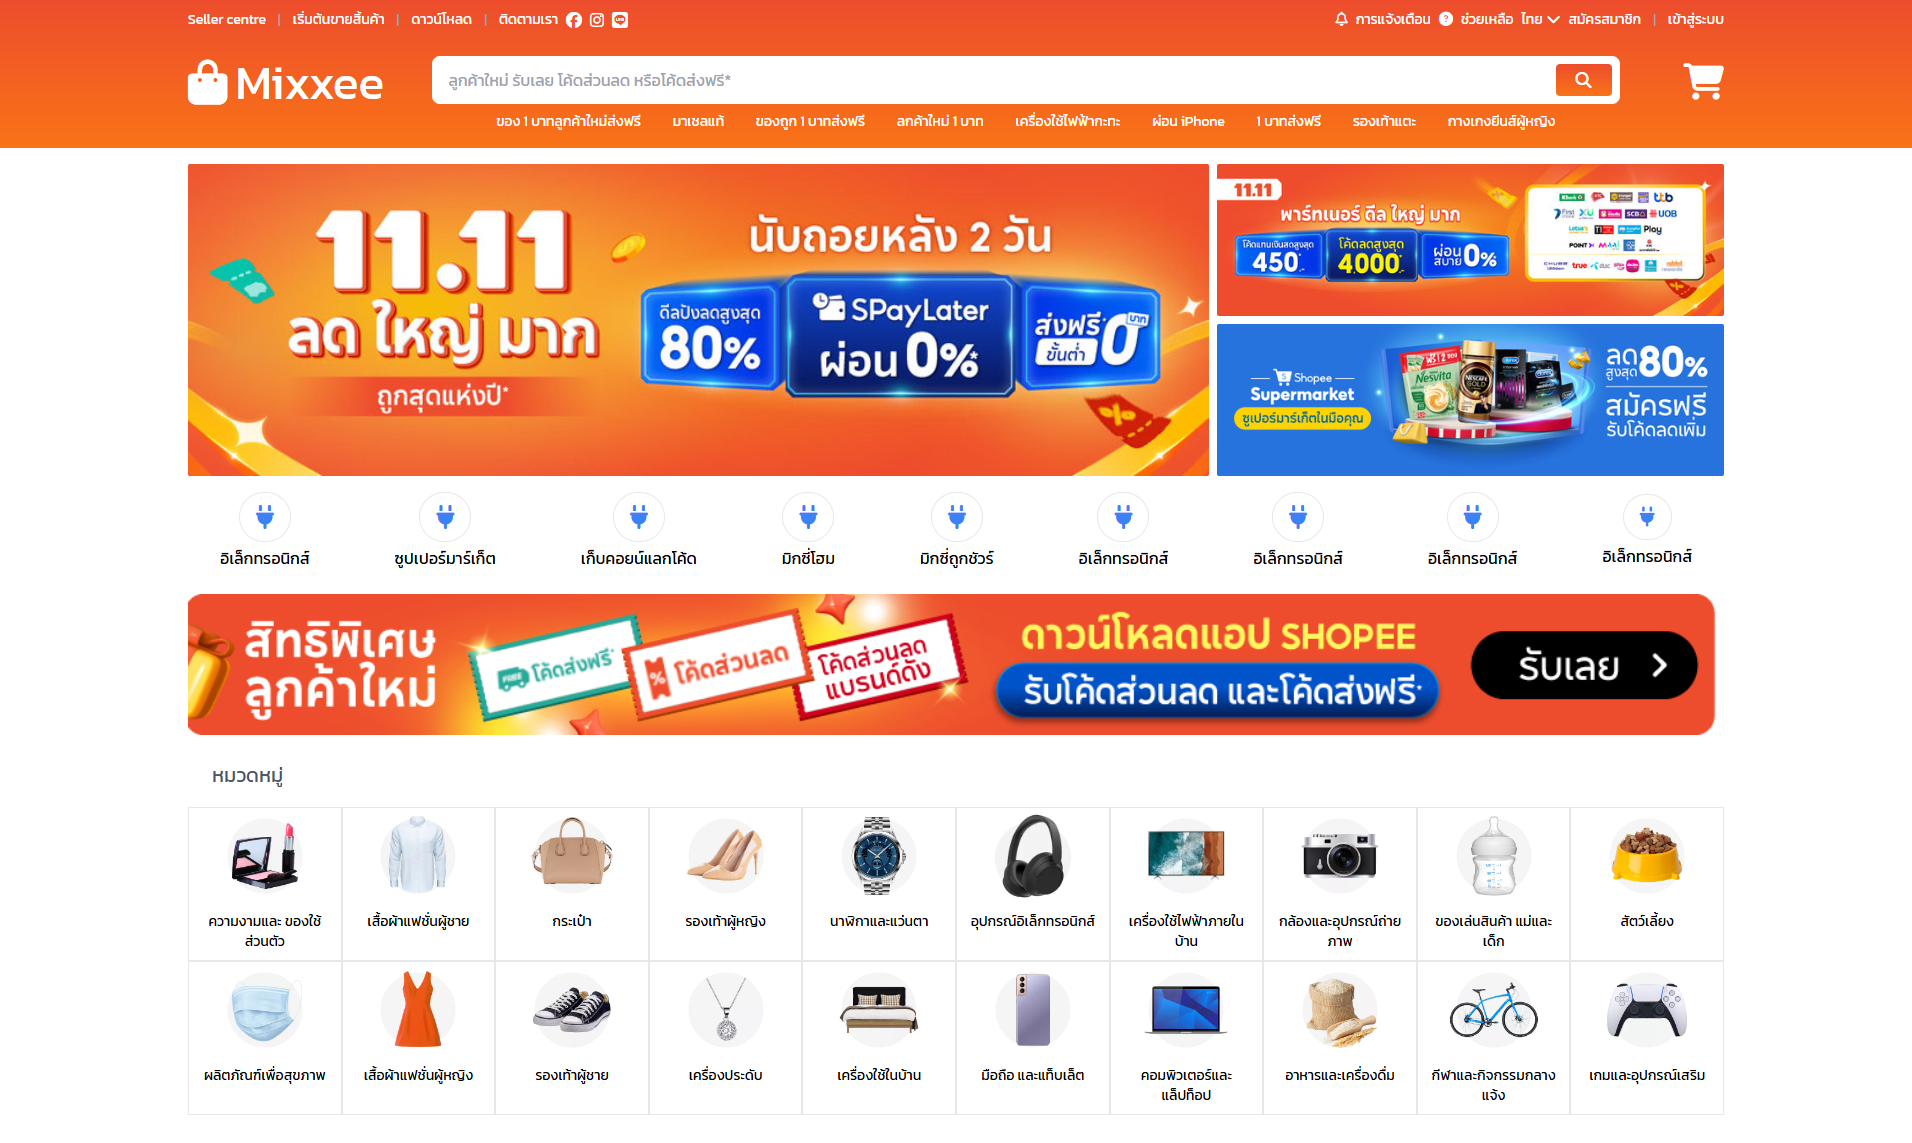 Seller centre | เริ่มต้นขายสิ้นค้า | ดาวน์โหลด | ติดตามเรา
การแจ้งเตือน ช่วยเหลือ ไทย สมัครสมาชิก | เข้าสู่ระบบ
Mixxee
ลูกค้าใหม่ รับเลย โค้ดส่วนลด หรือโค้ดส่งฟรี*
ของ 1 บาทลูกค้าใหม่ส่งฟรี มาเชลแท้ ของถูก 1 บาทส่งฟรี ลกค้าใหม่ 1 บาท เครื่องใช้ไฟฟ้ากะทะ ผ่อน iPhone 1 บาทส่งฟรี รองเท้าแตะ กางเกงยีนส์ผู้หญิง
11.11
ลด ใหญ่ มาก
ถูกสุดแห่งปี*
นับถอยหลัง 2 วัน
ดีลปังลดสูงสุด
80%
SPayLater
ผ่อน 0%*
ส่งฟรี*
ขั้นต่ำ 0 บาท
11.11
พาร์ทเนอร์ ดีล ใหญ่ มาก
โค้ดแทนเงินสดสูงสุด
450.-
โค้ดลดสูงสุด
4,000.-
ผ่อน
สบาย 0%
ttb
First XU SCB UOB
Lotus's T1 Play
POINT X
CHUBB true dtac
Shopee
Supermarket
ซูเปอร์มาร์เก็ตในมือคุณ
ฟรี! 2 ซอง
Nesvita
NESCAFÉ
GOLD
durex
durex
ลด
สูงสุด 80%
สมัครฟรี
รับโค้ดลดเพิ่ม
อิเล็กทรอนิกส์ ซูปเปอร์มาร์เก็ต เก็บคอยน์แลกโค้ด มิกซี่โฮม มิกซี่ถูกชัวร์ อิเล็กทรอนิกส์ อิเล็กทรอนิกส์ อิเล็กทรอนิกส์ อิเล็กทรอนิกส์
สิทธิพิเศษ
ลูกค้าใหม่
FREE โค้ดส่งฟรี*
% โค้ดส่วนลด
โค้ดส่วนลด
แบรนด์ดัง
ดาวน์โหลดแอป SHOPEE
รับโค้ดส่วนลด และโค้ดส่งฟรี*
รับเลย
หมวดหมู่
ความงามและ ของใช้
ส่วนตัว
เสื้อผ้าแฟชั่นผู้ชาย
กระเป๋า
รองเท้าผู้หญิง
นาฬิกาและแว่นตา
อุปกรณ์อิเล็กทรอนิกส์
เครื่องใช้ไฟฟ้าภายใน
บ้าน
กล้องและอุปกรณ์ถ่าย
ภาพ
ของเล่นสินค้า แม่และ
เด็ก
สัตว์เลี้ยง
ผลิตภัณฑ์เพื่อสุขภาพ
เสื้อผ้าแฟชั่นผู้หญิง
รองเท้าผู้ชาย
เครื่องประดับ
เครื่องใช้ในบ้าน
มือถือ และแท็บเล็ต
คอมพิวเตอร์และ
แล็ปท็อป
อาหารและเครื่องดื่ม
กีฬาและกิจกรรมกลาง
แจ้ง
เกมและอุปกรณ์เสริม